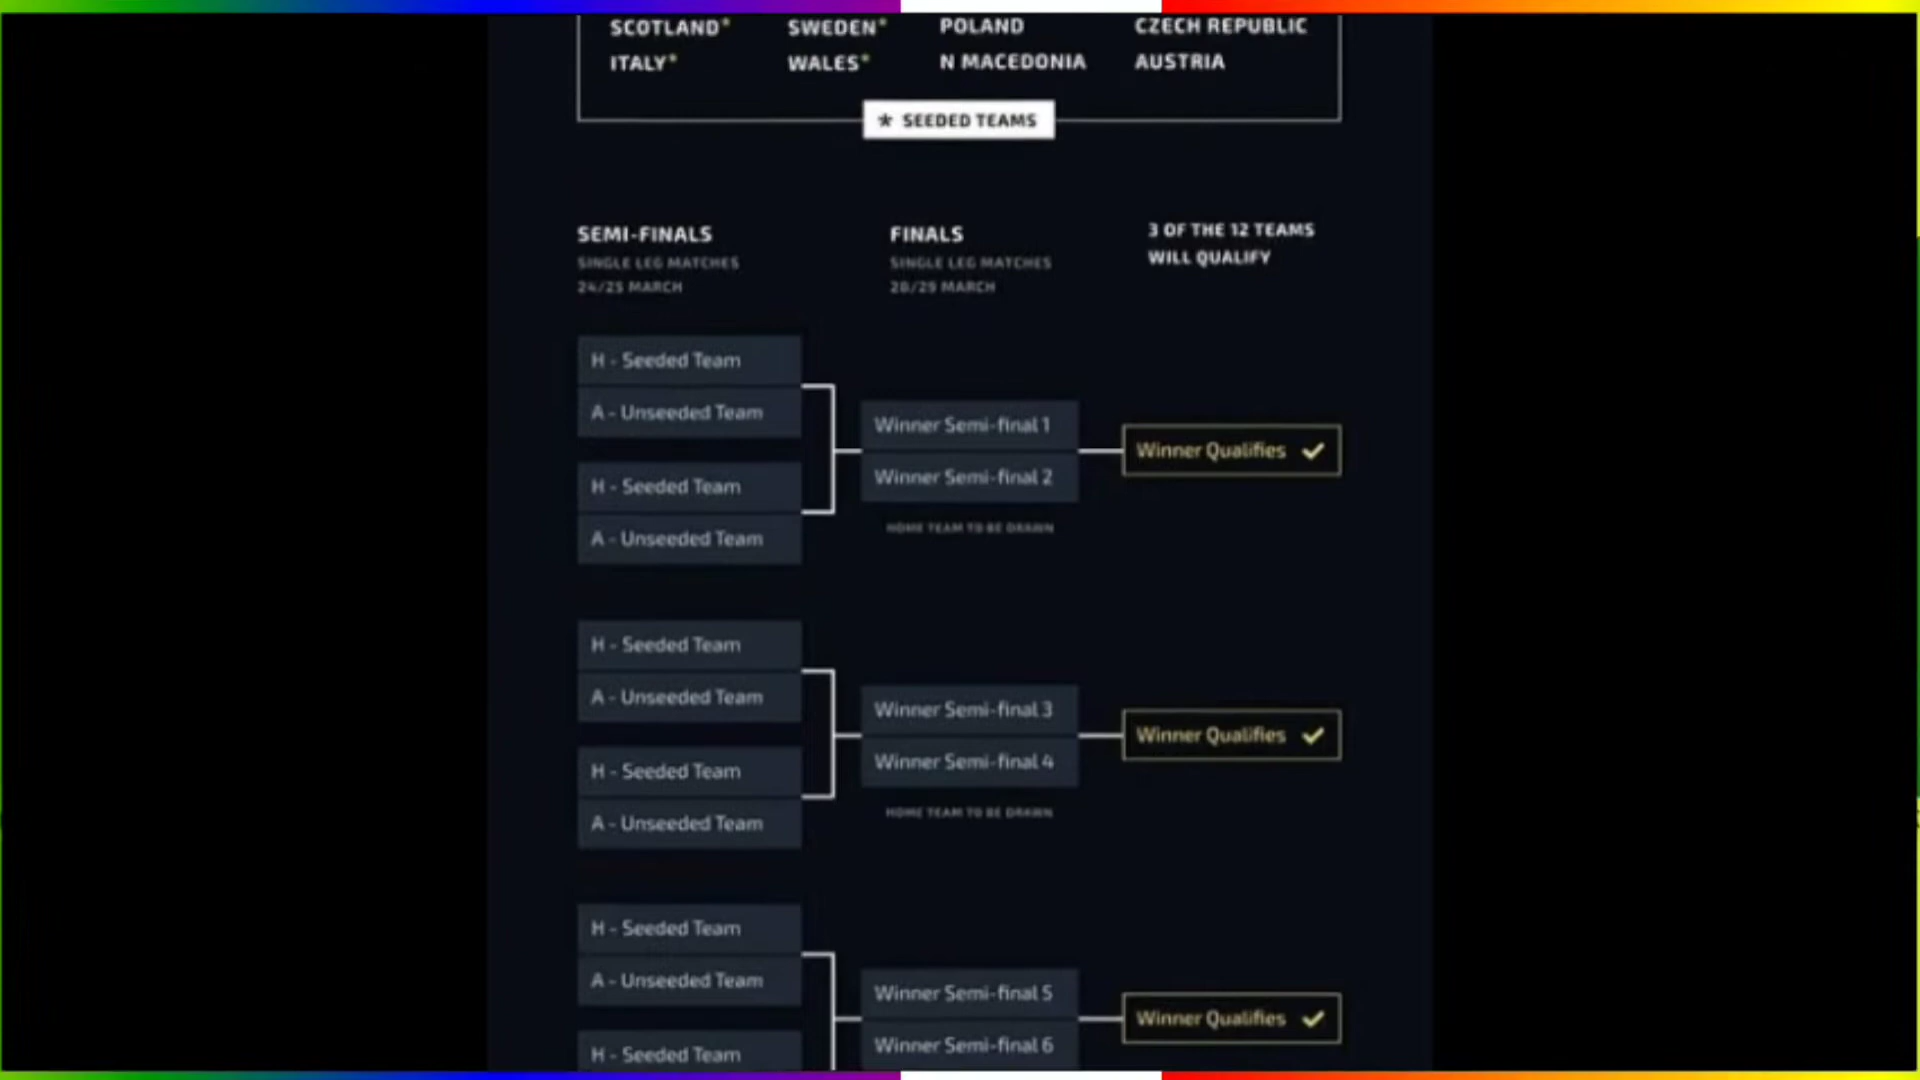 SCOTLAND* SWEDEN* POLAND CZECH REPUBLIC
ITALY* WALES* N MACEDONIA AUSTRIA
* SEEDED TEAMS
SEMI-FINALS
SINGLE LEG MATCHES
24/25 MARCH
FINALS
SINGLE LEG MATCHES
28/29 MARCH
3 OF THE 12 TEAMS
WILL QUALIFY
H - Seeded Team
A - Unseeded Team
H - Seeded Team
A - Unseeded Team
Winner Semi-final 1
Winner Semi-final 2
HOME TEAM TO BE DRAWN
Winner Qualifies ✓
H - Seeded Team
A - Unseeded Team
H - Seeded Team
A - Unseeded Team
Winner Semi-final 3
Winner Semi-final 4
HOME TEAM TO BE DRAWN
Winner Qualifies ✓
H - Seeded Team
A - Unseeded Team
H - Seeded Team
Winner Semi-final 5
Winner Semi-final 6
Winner Qualifies ✓